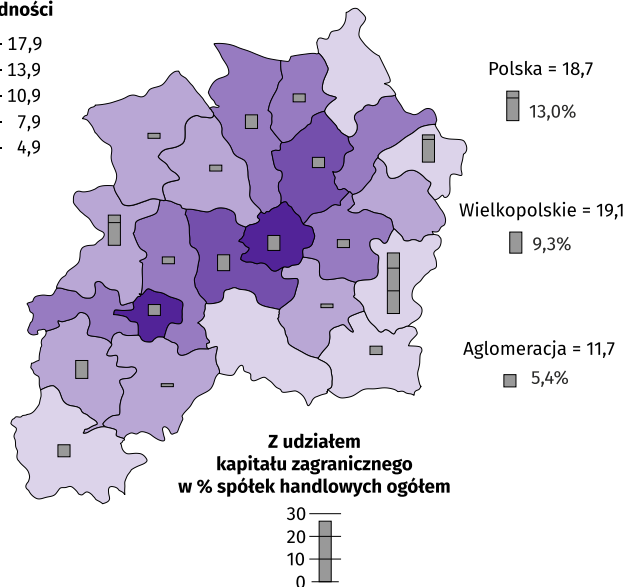 dności
- 17,9
- 13,9
- 10,9
- 7,9
- 4,9
Polska = 18,7
13,0%
Wielkopolskie = 19,1
9,3%
Aglomeracja = 11,7
5,4%
Z udziałem
kapitału zagranicznego
w % spółek handlowych ogółem
30
20
10
0